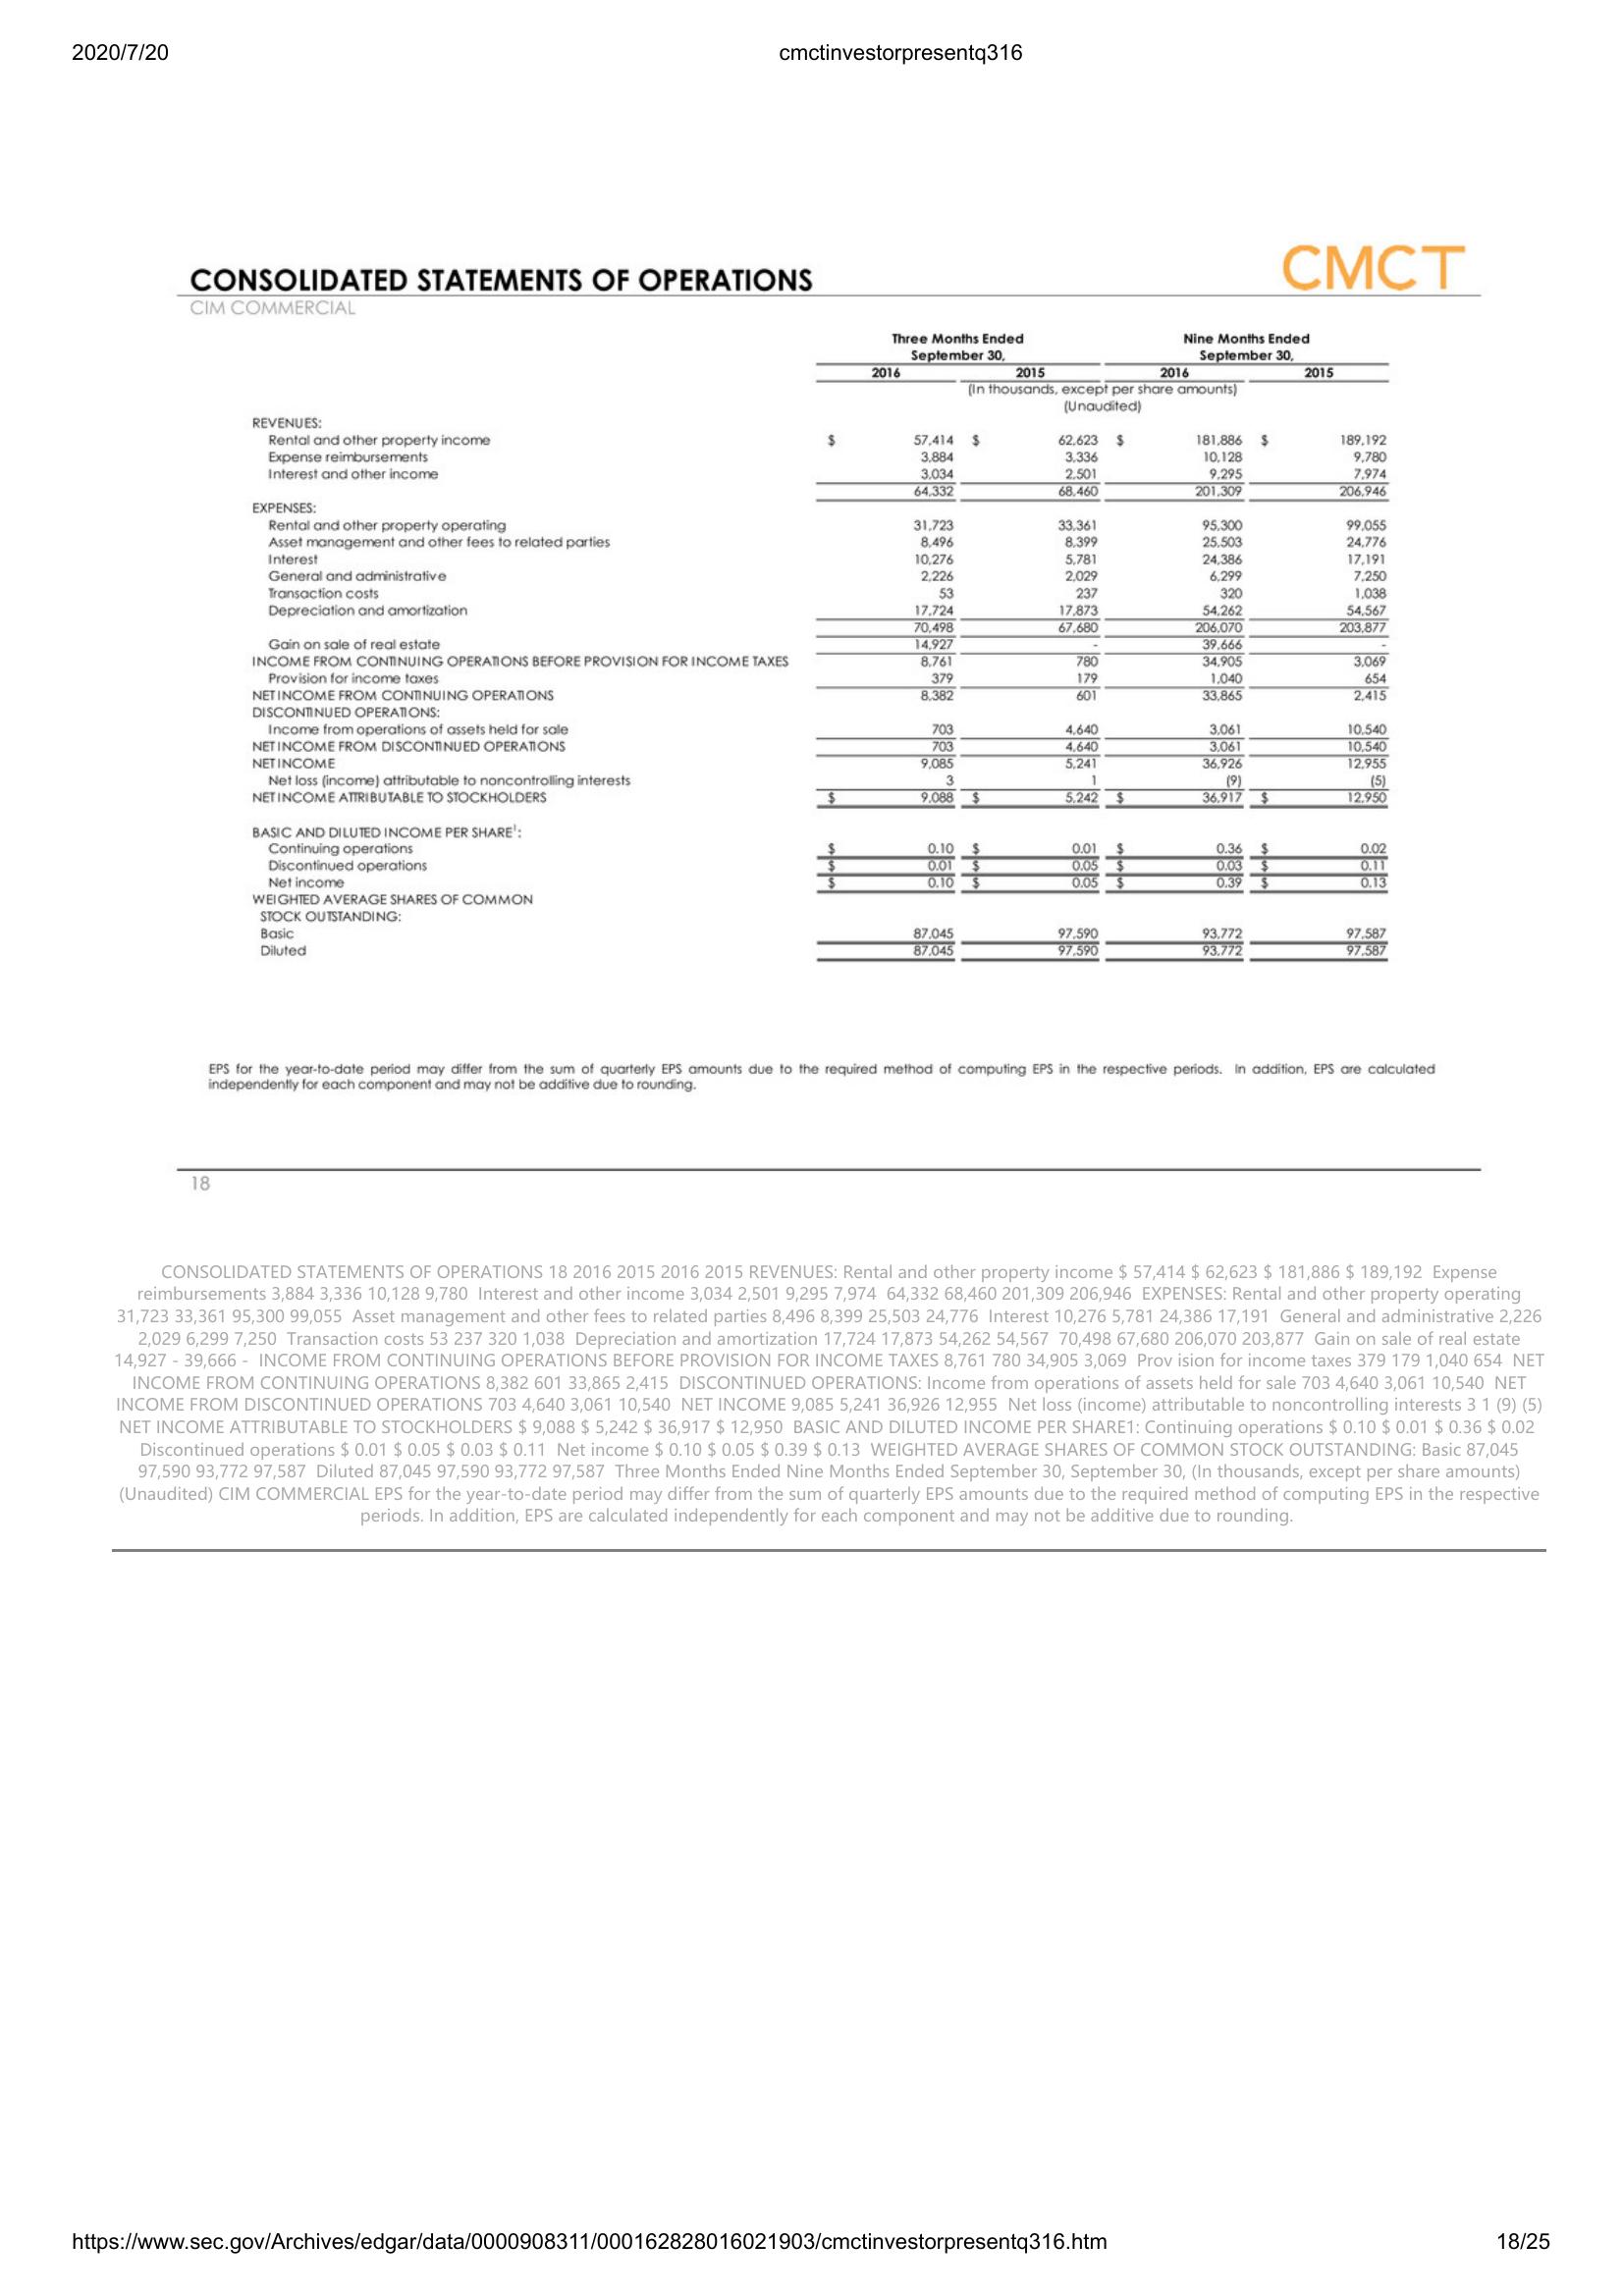 2020/7/20 cmctinvestorpresentq316
CMCT
CONSOLIDATED STATEMENTS OF OPERATIONS
CIM COMMERCIAL
Three Months Ended Nine Months Ended
September 30, September 30,
2016 2015 2016 2015
(In thousands, except per share amounts)
(Unaudited)
REVENUES:
Rental and other property income $ 57,414 $ 62,623 $ 181,886 $ 189,192
Expense reimbursements 3,884 3,336 10,128 9,780
Interest and other income 3,034 2,501 9,295 7,974
64,332 68,460 201,309 206,946
EXPENSES:
Rental and other property operating 31,723 33,361 95,300 99,055
Asset management and other fees to related parties 8,496 8,399 25,503 24,776
Interest 10,276 5,781 24,386 17,191
General and administrative 2,226 2,029 6,299 7,250
Transaction costs 53 237 320 1,038
Depreciation and amortization 17,724 17,873 54,262 54,567
70,498 67,680 206,070 203,877
Gain on sale of real estate 14,927 - 39,666 -
INCOME FROM CONTINUING OPERATIONS BEFORE PROVISION FOR INCOME TAXES 8,761 780 34,905 3,069
Provision for income taxes 379 179 1,040 654
NET INCOME FROM CONTINUING OPERATIONS 8,382 601 33,865 2,415
DISCONTINUED OPERATIONS:
Income from operations of assets held for sale 703 4,640 3,061 10,540
NET INCOME FROM DISCONTINUED OPERATIONS 703 4,640 3,061 10,540
NET INCOME 9,085 5,241 36,926 12,955
Net loss (income) attributable to noncontrolling interests 3 1 (9) (5)
NET INCOME ATTRIBUTABLE TO STOCKHOLDERS $ 9,088 $ 5,242 $ 36,917 $ 12,950
BASIC AND DILUTED INCOME PER SHARE1:
Continuing operations $ 0.10 $ 0.01 $ 0.36 $ 0.02
Discontinued operations $ 0.01 $ 0.05 $ 0.03 $ 0.11
Net income $ 0.10 $ 0.05 $ 0.39 $ 0.13
WEIGHTED AVERAGE SHARES OF COMMON
STOCK OUTSTANDING:
Basic 87,045 97,590 93,772 97,587
Diluted 87,045 97,590 93,772 97,587
EPS for the year-to-date period may differ from the sum of quarterly EPS amounts due to the required method of computing EPS in the respective periods. In addition, EPS are calculated
independently for each component and may not be additive due to rounding.
18
CONSOLIDATED STATEMENTS OF OPERATIONS 18 2016 2015 2016 2015 REVENUES: Rental and other property income $ 57,414 $ 62,623 $ 181,886 $ 189,192 Expense
reimbursements 3,884 3,336 10,128 9,780 Interest and other income 3,034 2,501 9,295 7,974 64,332 68,460 201,309 206,946 EXPENSES: Rental and other property operating
31,723 33,361 95,300 99,055 Asset management and other fees to related parties 8,496 8,399 25,503 24,776 Interest 10,276 5,781 24,386 17,191 General and administrative 2,226
2,029 6,299 7,250 Transaction costs 53 237 320 1,038 Depreciation and amortization 17,724 17,873 54,262 54,567 70,498 67,680 206,070 203,877 Gain on sale of real estate
14,927 - 39,666 - INCOME FROM CONTINUING OPERATIONS BEFORE PROVISION FOR INCOME TAXES 8,761 780 34,905 3,069 Prov ision for income taxes 379 179 1,040 654 NET
INCOME FROM CONTINUING OPERATIONS 8,382 601 33,865 2,415 DISCONTINUED OPERATIONS: Income from operations of assets held for sale 703 4,640 3,061 10,540 NET
INCOME FROM DISCONTINUED OPERATIONS 703 4,640 3,061 10,540 NET INCOME 9,085 5,241 36,926 12,955 Net loss (income) attributable to noncontrolling interests 3 1 (9) (5)
NET INCOME ATTRIBUTABLE TO STOCKHOLDERS $ 9,088 $ 5,242 $ 36,917 $ 12,950 BASIC AND DILUTED INCOME PER SHARE1: Continuing operations $ 0.10 $ 0.01 $ 0.36 $ 0.02
Discontinued operations $ 0.01 $ 0.05 $ 0.03 $ 0.11 Net income $ 0.10 $ 0.05 $ 0.39 $ 0.13 WEIGHTED AVERAGE SHARES OF COMMON STOCK OUTSTANDING: Basic 87,045
97,590 93,772 97,587 Diluted 87,045 97,590 93,772 97,587 Three Months Ended Nine Months Ended September 30, September 30, (In thousands, except per share amounts)
(Unaudited) CIM COMMERCIAL EPS for the year-to-date period may differ from the sum of quarterly EPS amounts due to the required method of computing EPS in the respective
periods. In addition, EPS are calculated independently for each component and may not be additive due to rounding.
https://www.sec.gov/Archives/edgar/data/0000908311/000162828016021903/cmctinvestorpresentq316.htm 18/25